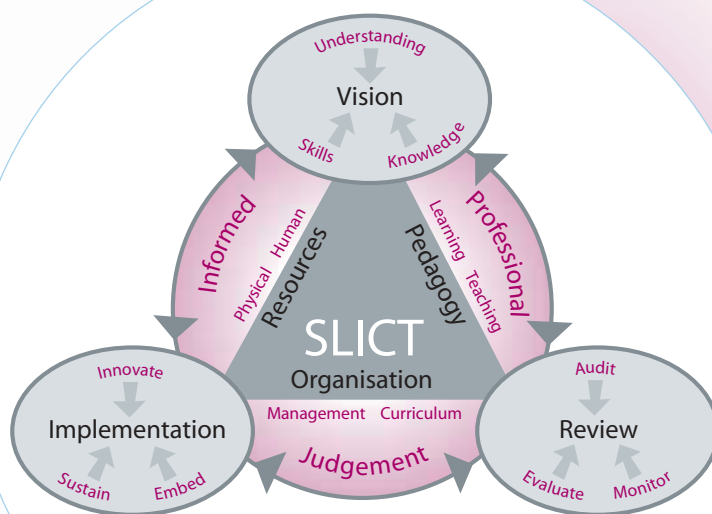 Understanding
Vision
Skills
Knowledge
Informed
Professional
Physical Human
Resources
Learning Teaching
Pedagogy
SLICT
Organisation
Management Curriculum
Judgement
Innovate
Implementation
Sustain
Embed
Audit
Review
Evaluate
Monitor